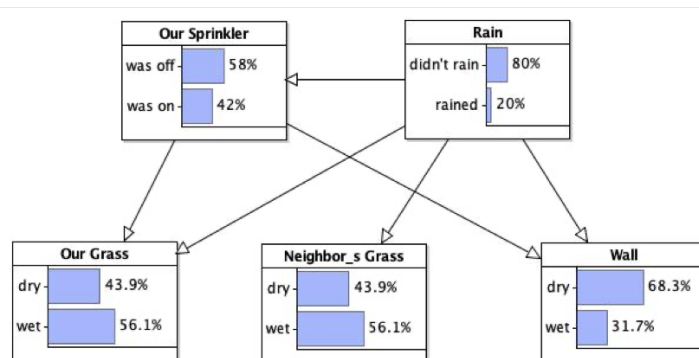 Our Sprinkler
was off 58%
was on 42%
Rain
didn't rain 80%
rained 20%
Our Grass
dry 43.9%
wet 56.1%
Neighbor_s Grass
dry 43.9%
wet 56.1%
Wall
dry 68.3%
wet 31.7%